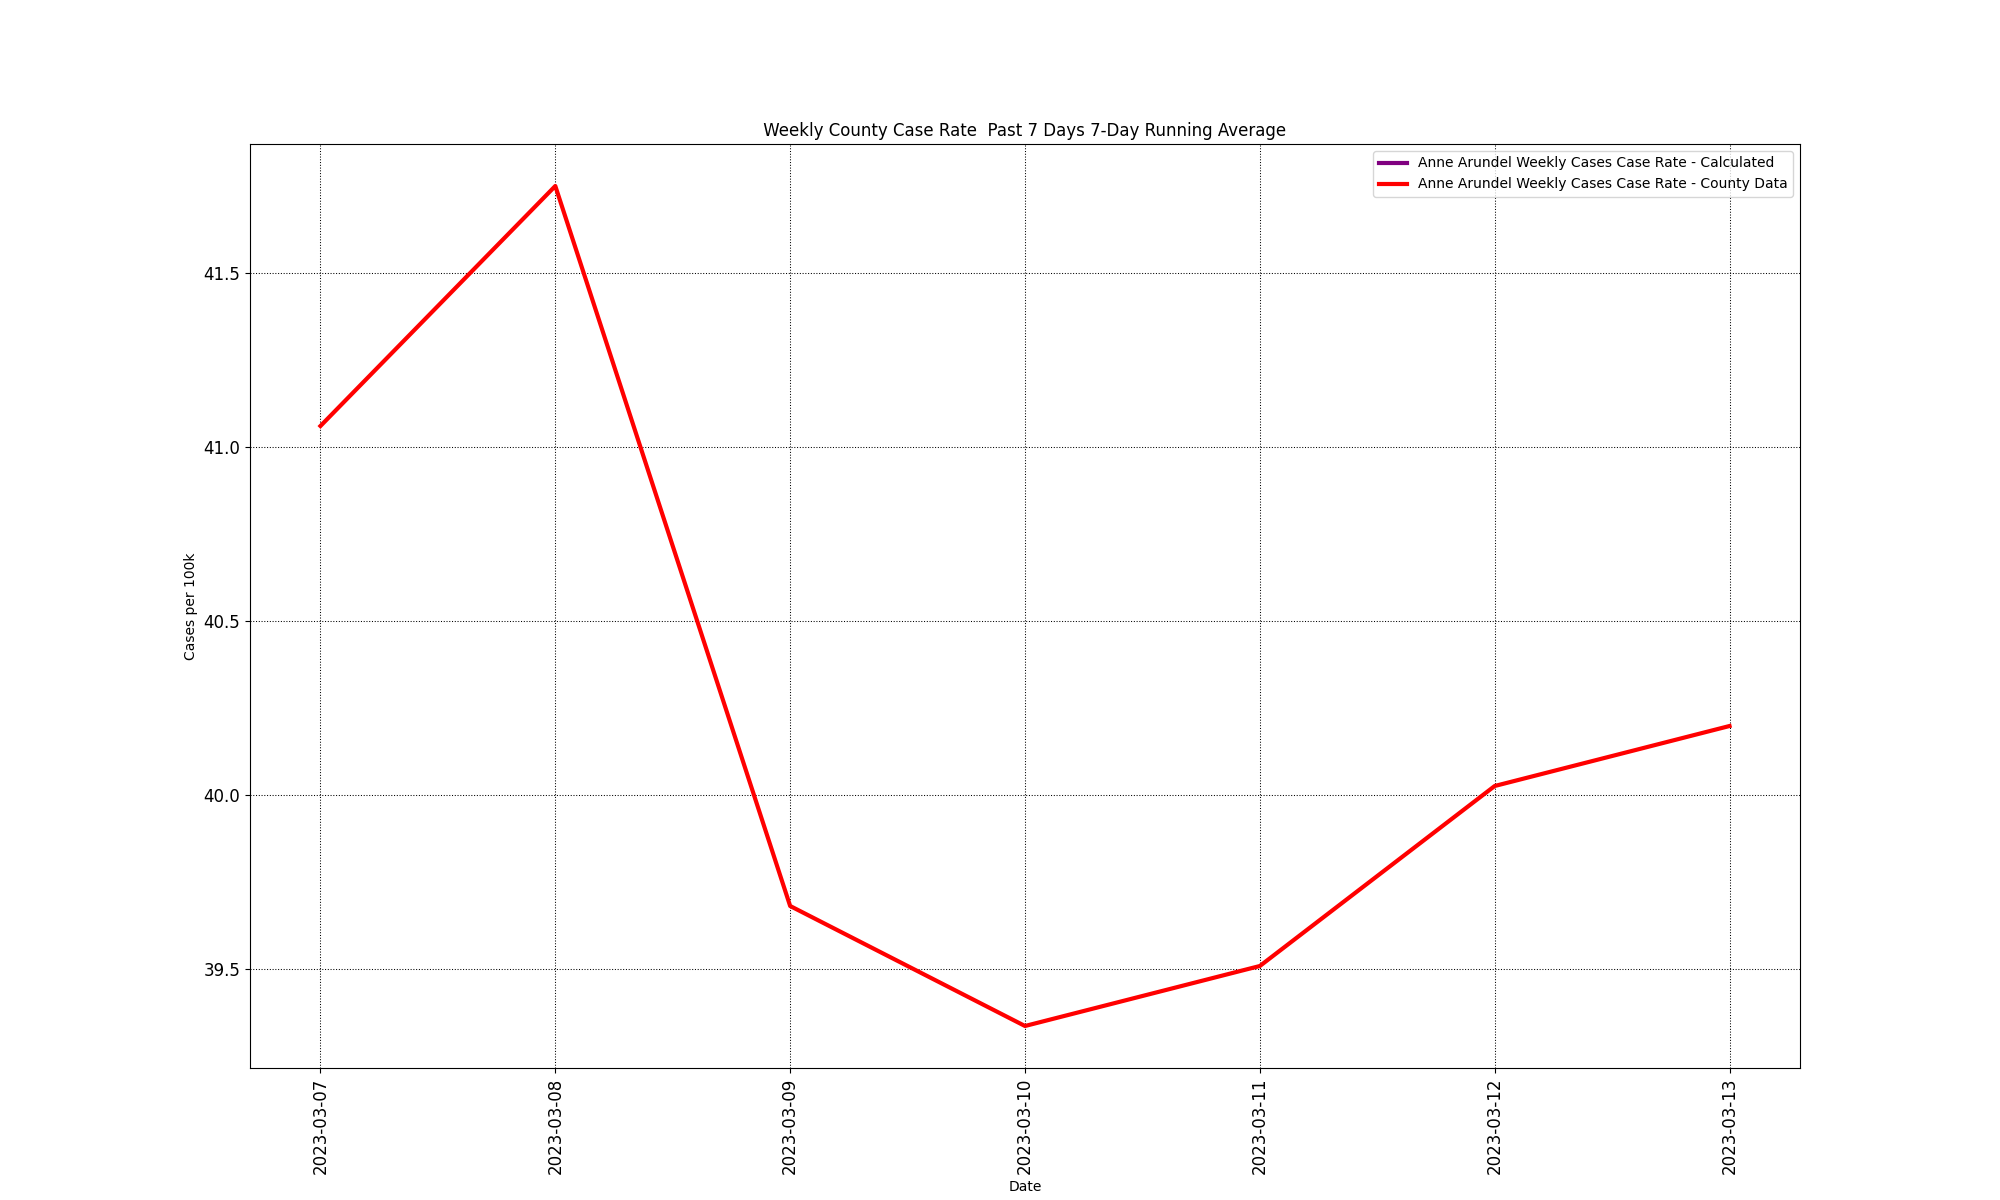 Weekly County Case Rate  Past 7 Days 7-Day Running Average
Anne Arundel Weekly Cases Case Rate - Calculated
Anne Arundel Weekly Cases Case Rate - County Data
Cases per 100k
41.5
41.0
40.5
40.0
39.5
2023-03-07
2023-03-08
2023-03-09
2023-03-10
2023-03-11
2023-03-12
2023-03-13
Date